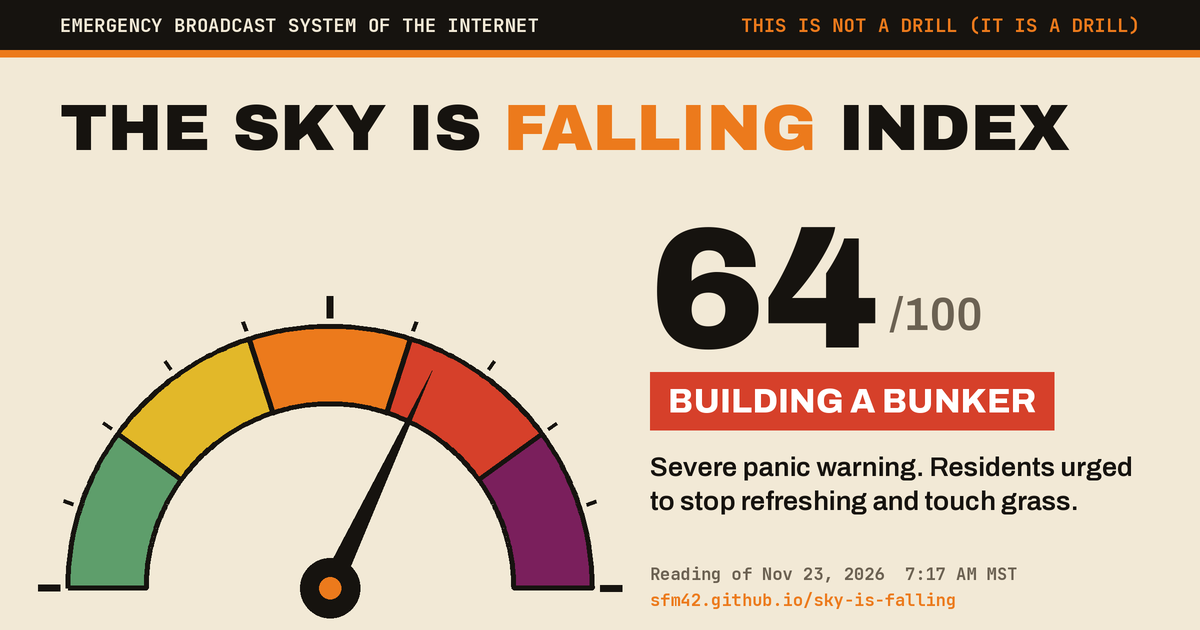 EMERGENCY BROADCAST SYSTEM OF THE INTERNET
THIS IS NOT A DRILL (IT IS A DRILL)
THE SKY IS FALLING INDEX
64 /100
BUILDING A BUNKER
Severe panic warning. Residents urged
to stop refreshing and touch grass.
Reading of Nov 23, 2026  7:17 AM MST
sfm42.github.io/sky-is-falling